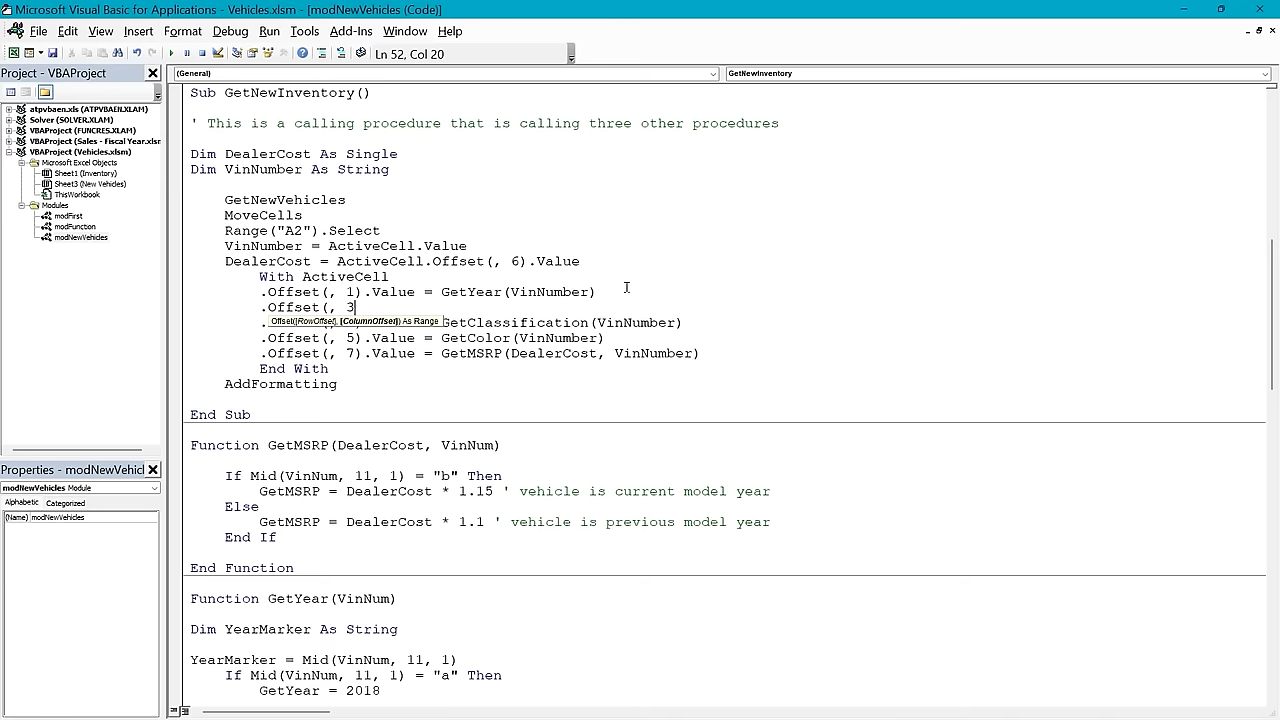 Microsoft Visual Basic for Applications - Vehicles.xlsm - [modNewVehicles (Code)]
File Edit View Insert Format Debug Run Tools Add-Ins Window Help
Ln 52, Col 20
Project - VBAProject
(General) GetNewInventory
atpvbaen.xls (ATPVBAEN.XLAM)
Solver (SOLVER.XLAM)
VBAProject (FUNCRES.XLAM)
VBAProject (Sales - Fiscal Year.xlsm
VBAProject (Vehicles.xlsm)
Microsoft Excel Objects
Sheet1 (Inventory)
Sheet3 (New Vehicles)
ThisWorkbook
Modules
modFirst
modFunction
modNewVehicles
Properties - modNewVehicl
modNewVehicles Module
Alphabetic Categorized
(Name) modNewVehicles
Sub GetNewInventory()
' This is a calling procedure that is calling three other procedures
Dim DealerCost As Single
Dim VinNumber As String
GetNewVehicles
MoveCells
Range("A2").Select
VinNumber = ActiveCell.Value
DealerCost = ActiveCell.Offset(, 6).Value
With ActiveCell
.Offset(, 1).Value = GetYear(VinNumber)
.Offset(, 3
Offset([RowOffset], [ColumnOffset]) As Range
. GetClassification(VinNumber)
.Offset(, 5).Value = GetColor(VinNumber)
.Offset(, 7).Value = GetMSRP(DealerCost, VinNumber)
End With
AddFormatting
End Sub
Function GetMSRP(DealerCost, VinNum)
If Mid(VinNum, 11, 1) = "b" Then
GetMSRP = DealerCost * 1.15 ' vehicle is current model year
Else
GetMSRP = DealerCost * 1.1 ' vehicle is previous model year
End If
End Function
Function GetYear(VinNum)
Dim YearMarker As String
YearMarker = Mid(VinNum, 11, 1)
If Mid(VinNum, 11, 1) = "a" Then
GetYear = 2018